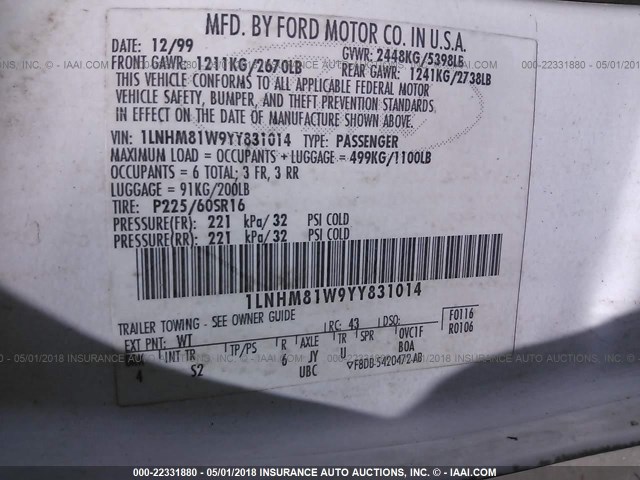 MFD. BY FORD MOTOR CO. IN U.S.A.
DATE: 12/99 GVWR: 2448KG/5398LB
FRONT GAWR: 1211KG/2670LB REAR GAWR: 1241KG/2738LB
THIS VEHICLE CONFORMS TO ALL APPLICABLE FEDERAL MOTOR
VEHICLE SAFETY, BUMPER, AND THEFT PREVENTION STANDARDS
IN EFFECT ON THE DATE OF MANUFACTURE SHOWN ABOVE.
VIN: 1LNHM81W9YY831014 TYPE: PASSENGER
MAXIMUM LOAD = OCCUPANTS + LUGGAGE = 499KG/1100LB
OCCUPANTS = 6 TOTAL; 3 FR, 3 RR
LUGGAGE = 91KG/200LB
TIRE: P225/60SR16
PRESSURE(FR): 221 kPa/32 PSI COLD
PRESSURE(RR): 221 kPa/32 PSI COLD
1LNHM81W9YY831014
TRAILER TOWING - SEE OWNER GUIDE
EXT PNT: WT RC: 43 DSO: F0116
INT TR TP/PS R AXLE TR SPR OVC1F R0106
4 S2 6 JY U B0A
UBC ▽F8DB-5420472-AB
000-22331880 - 05/01/2018 INSURANCE AUTO AUCTIONS, INC. © - IAAI.COM